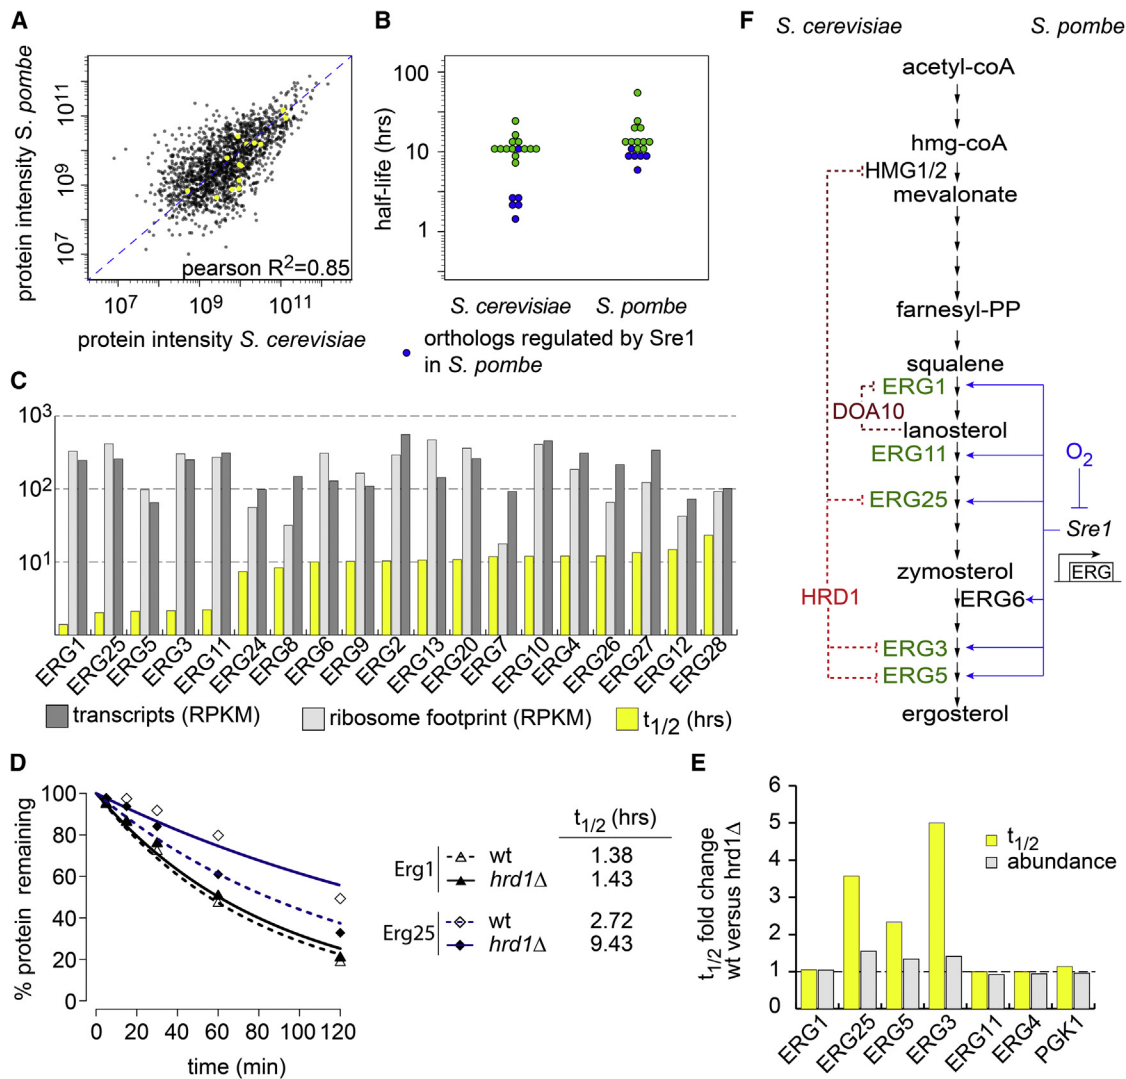 A
protein intensity S. pombe
10^11
10^9
10^7
10^7
10^9
10^11
pearson R^2=0.85
protein intensity S. cerevisiae
B
half-life (hrs)
100
10
1
S. cerevisiae
S. pombe
orthologs regulated by Sre1
in S. pombe
C
10^3
10^2
10^1
ERG1
ERG25
ERG5
ERG3
ERG11
ERG24
ERG8
ERG6
ERG9
ERG2
ERG13
ERG20
ERG7
ERG10
ERG4
ERG26
ERG27
ERG12
ERG28
transcripts (RPKM)
ribosome footprint (RPKM)
t1/2 (hrs)
D
% protein remaining
100
80
60
40
20
0
0
20
40
60
80
100
120
time (min)
t1/2 (hrs)
Erg1
wt
1.38
hrd1Δ
1.43
Erg25
wt
2.72
hrd1Δ
9.43
E
t1/2 fold change
wt versus hrd1Δ
6
5
4
3
2
1
0
t1/2
abundance
ERG1
ERG25
ERG5
ERG3
ERG11
ERG4
PGK1
F
S. cerevisiae
S. pombe
acetyl-coA
hmg-coA
HMG1/2
mevalonate
farnesyl-PP
squalene
ERG1
DOA10
lanosterol
ERG11
O2
ERG25
Sre1
ERG
zymosterol
HRD1
ERG6
ERG3
ERG5
ergosterol